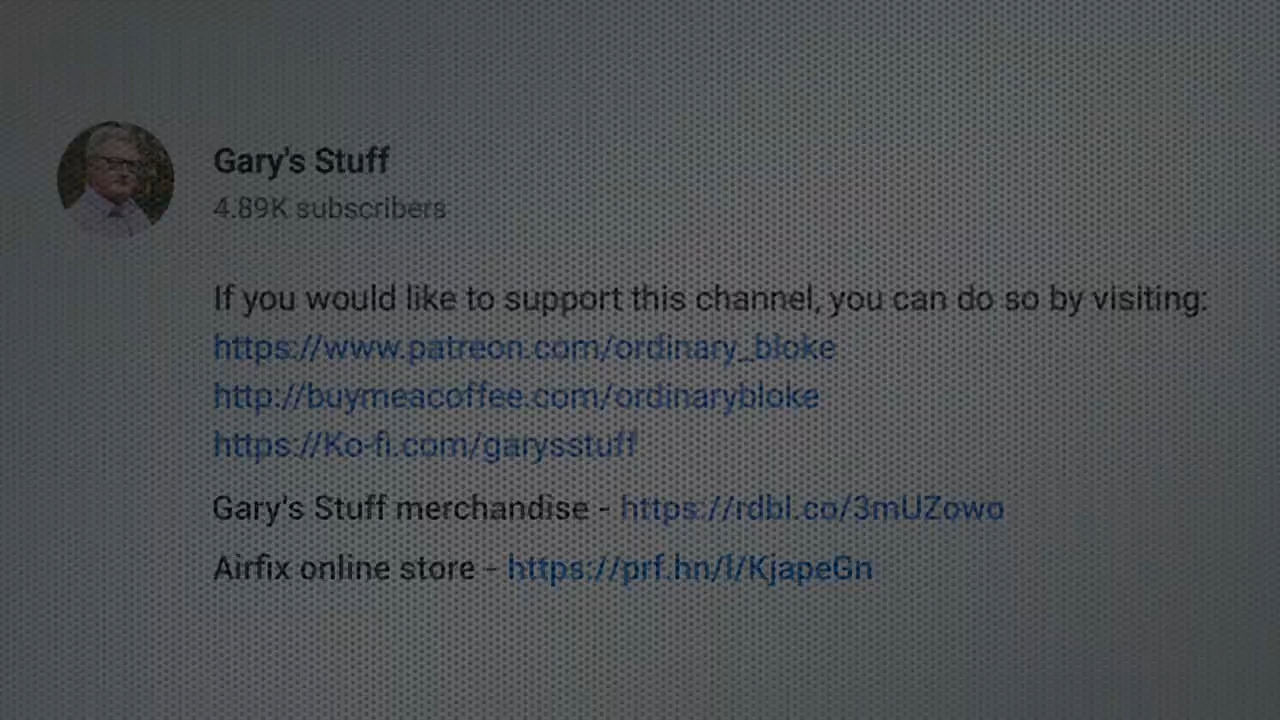 Gary's Stuff
4.89K subscribers
If you would like to support this channel, you can do so by visiting:
https://www.patreon.com/ordinary_bloke
http://buymeacoffee.com/ordinarybloke
https://Ko-fi.com/garysstuff
Gary's Stuff merchandise - https://rdbl.co/3mUZowo
Airfix online store - https://prf.hn/l/KjapeGn